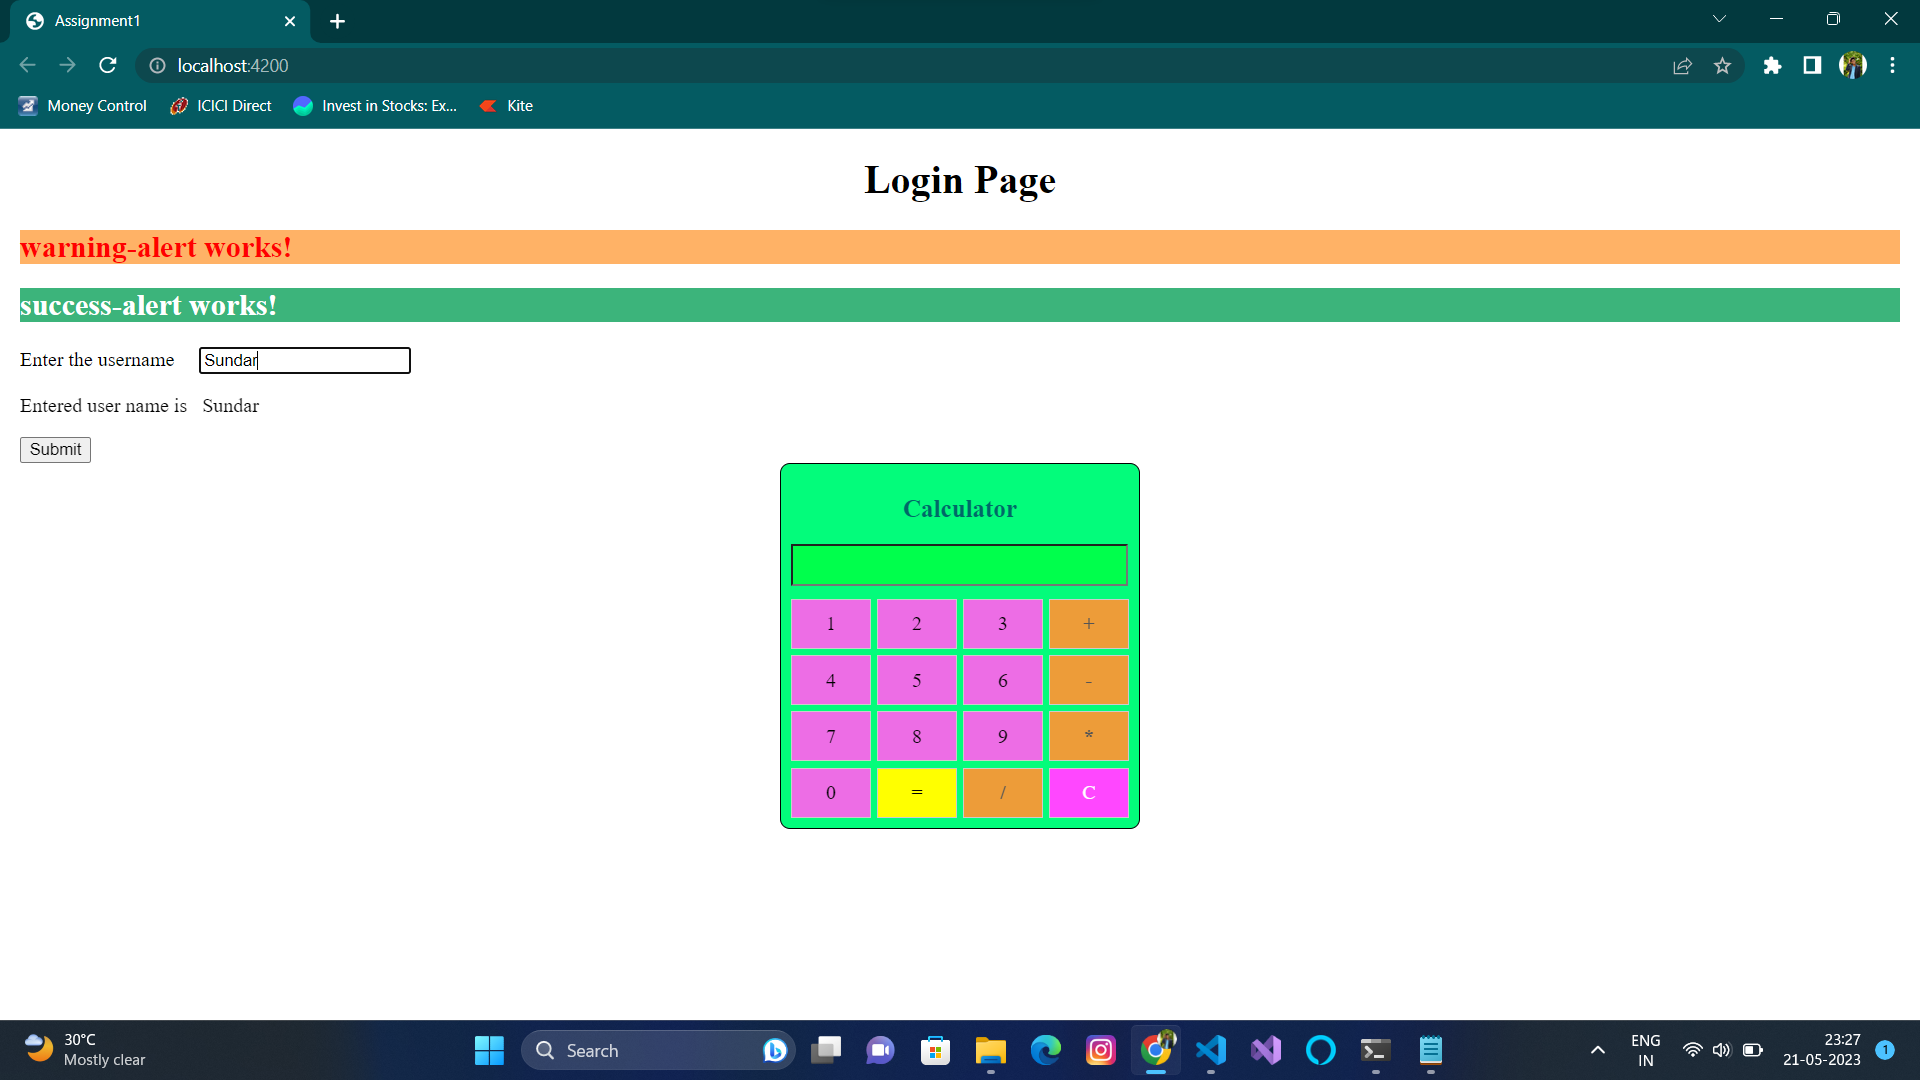 Assignment1
localhost:4200
Money Control ICICI Direct Invest in Stocks: Ex... Kite
Login Page
warning-alert works!
success-alert works!
Enter the username Sundar
Entered user name is Sundar
Submit
Calculator
1 2 3 +
4 5 6 -
7 8 9 *
0 = / C
30°C
Mostly clear
Search
ENG
IN
23:27
21-05-2023
1